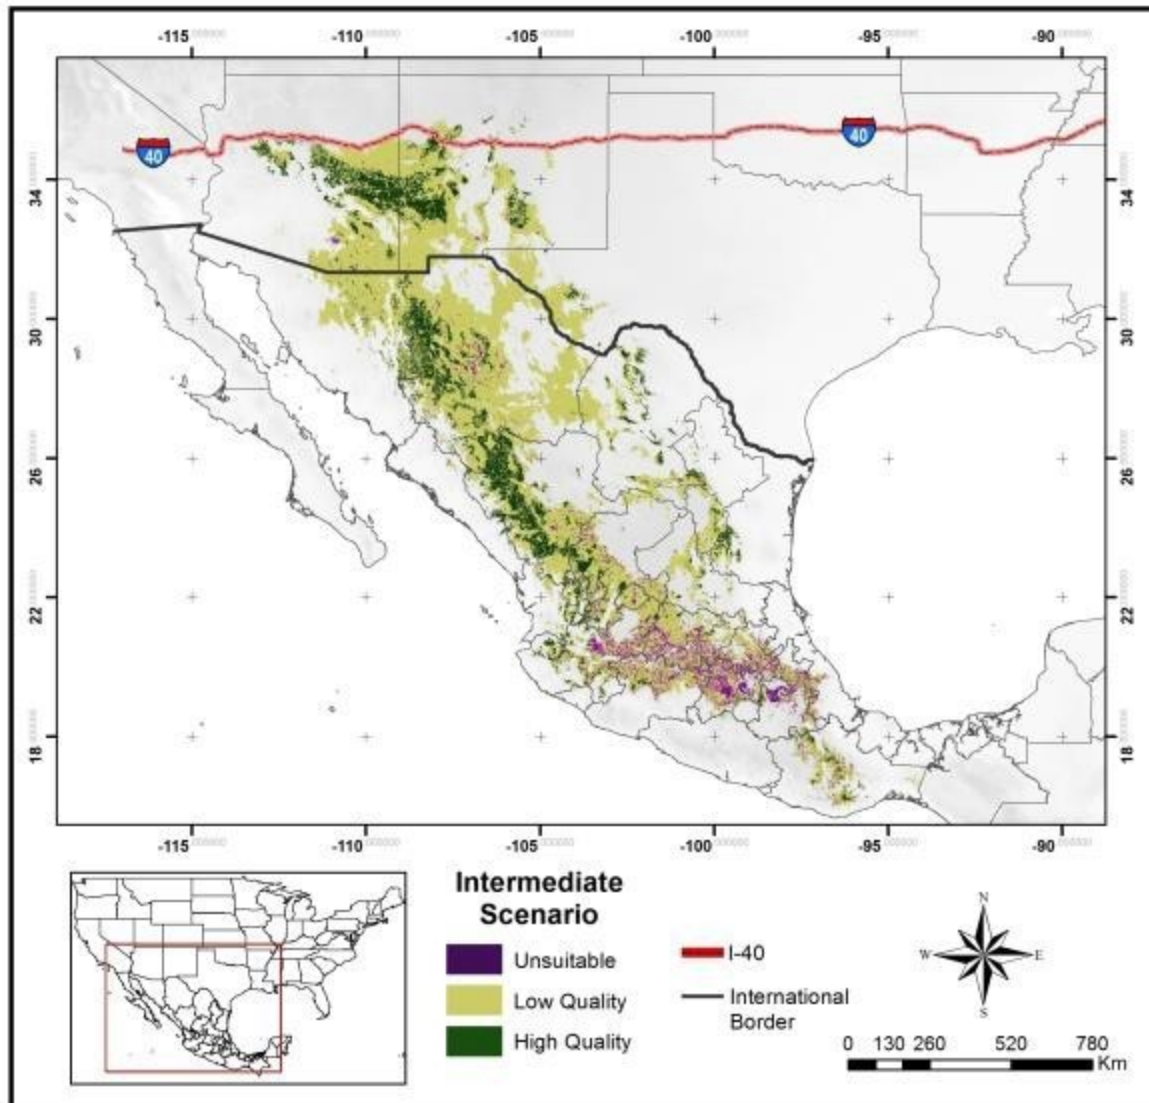 -115 -110 -105 -100 -95 -90
40
40
34
34
30
30
26
26
22
22
18
18
-115 -110 -105 -100 -95 -90
Intermediate
Scenario
Unsuitable
Low Quality
High Quality
I-40
International
Border
N
W
E
S
0 130 260 520 780
Km